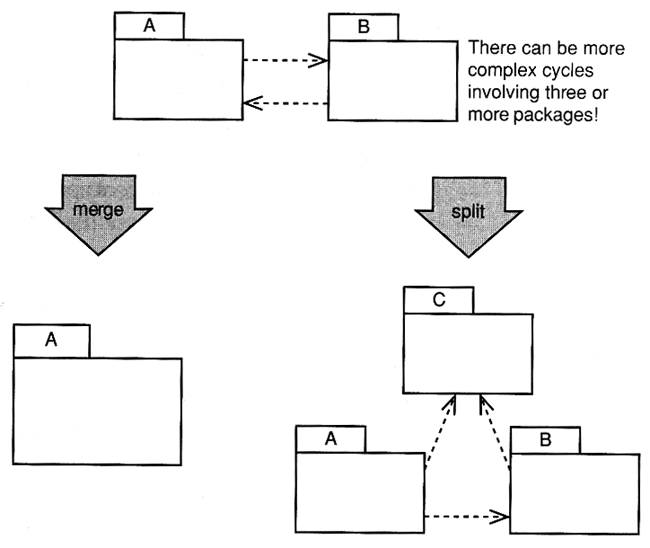 A
B
There can be more
complex cycles
involving three or
more packages!
merge
split
C
A
A
B